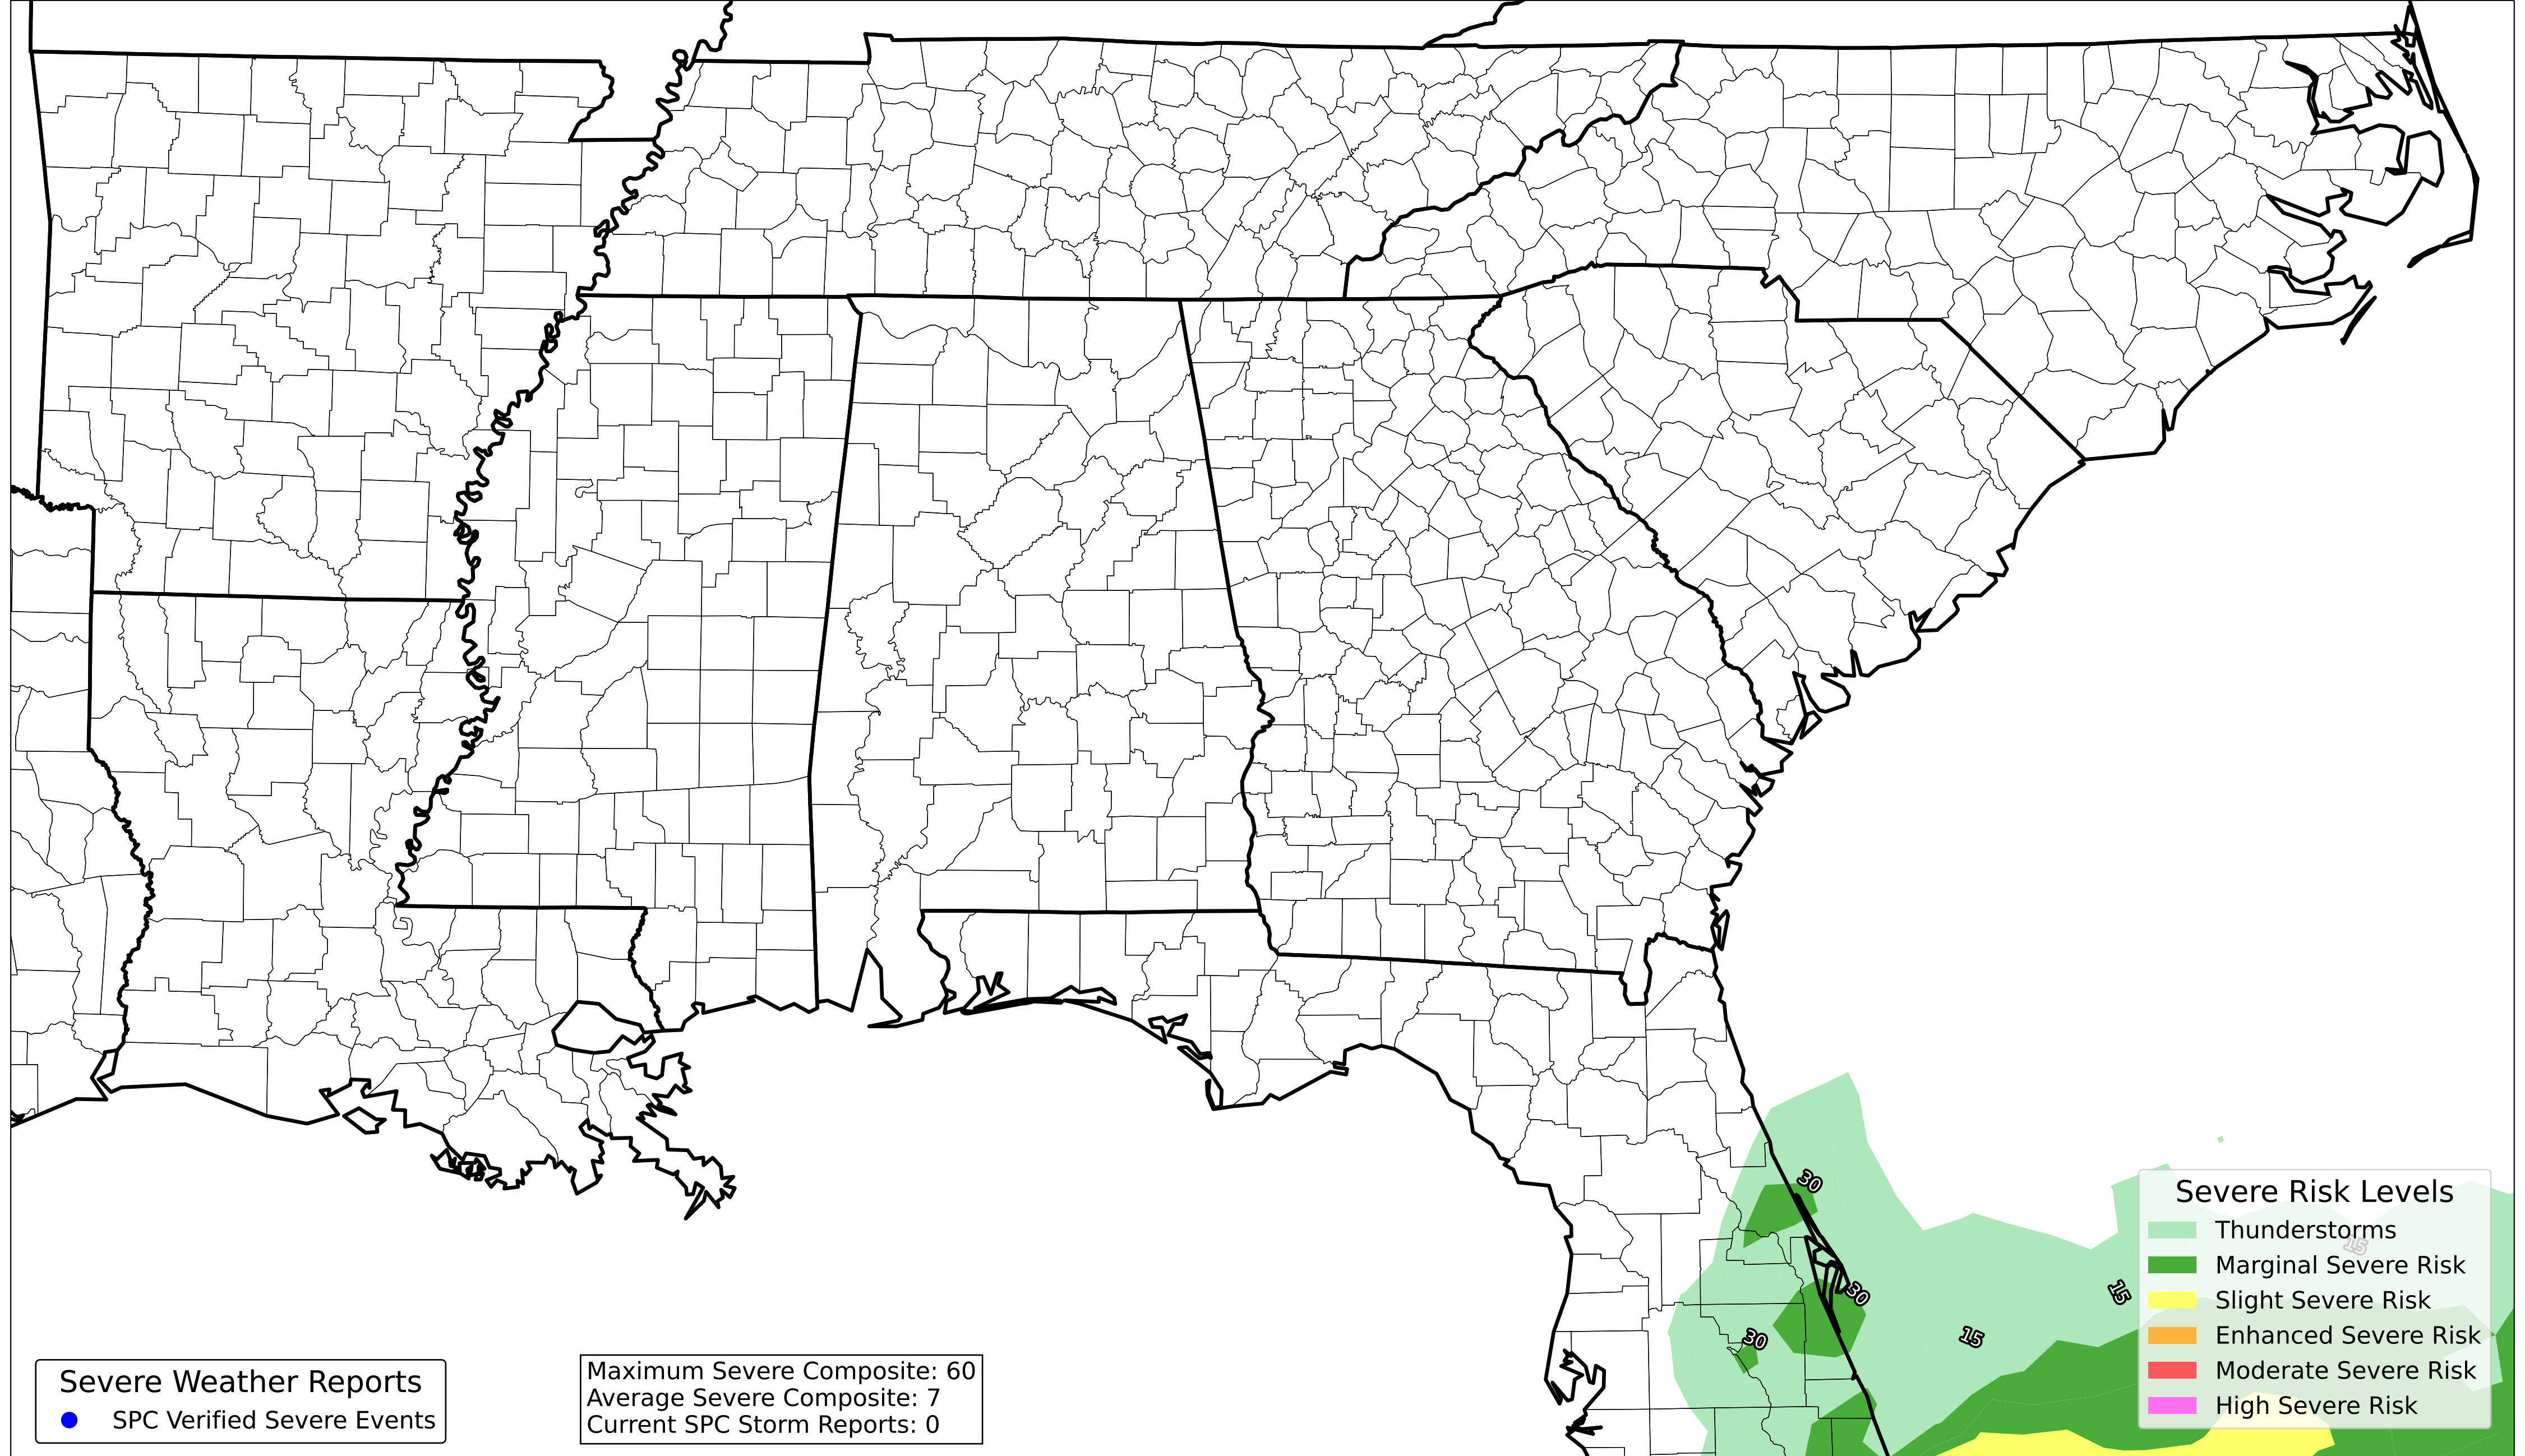 30
30
30
15
15
15
Severe Risk Levels
Thunderstorms
Marginal Severe Risk
Slight Severe Risk
Enhanced Severe Risk
Moderate Severe Risk
High Severe Risk
Severe Weather Reports
SPC Verified Severe Events
Maximum Severe Composite: 60
Average Severe Composite: 7
Current SPC Storm Reports: 0